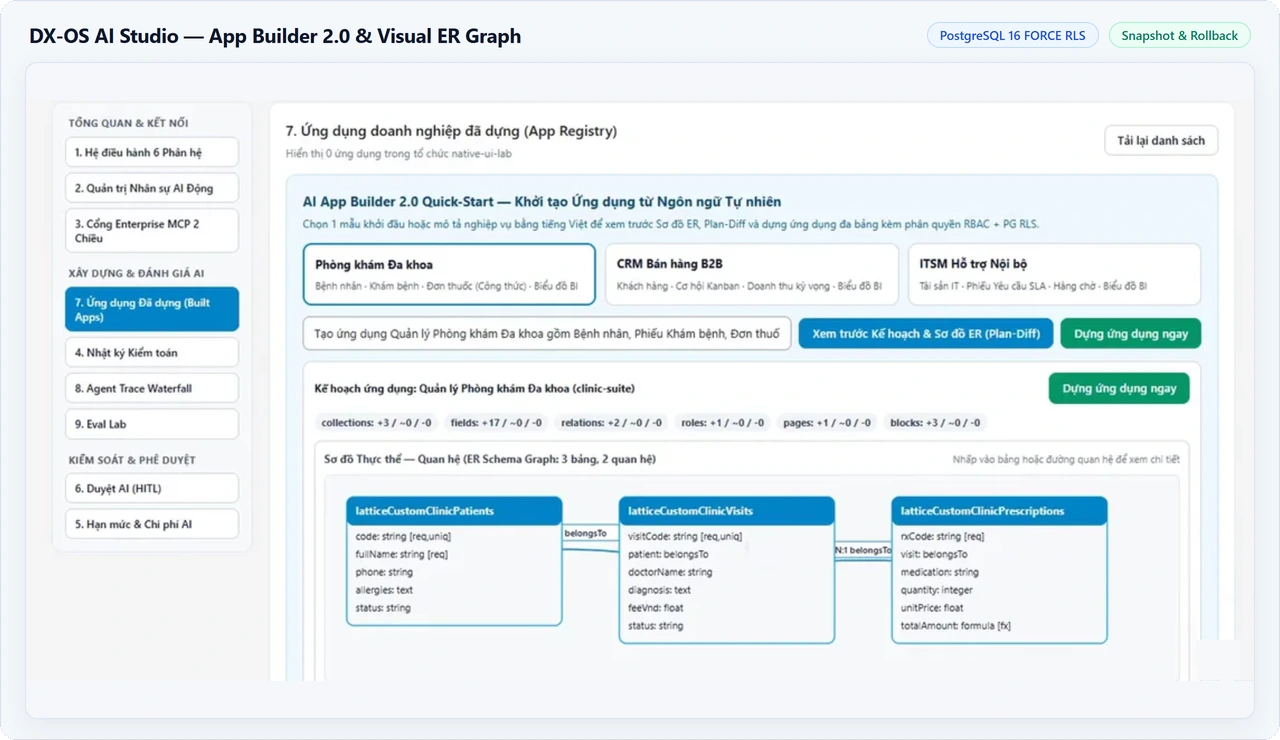 DX-OS AI Studio — App Builder 2.0 & Visual ER Graph
PostgreSQL 16 FORCE RLS
Snapshot & Rollback
TỔNG QUAN & KẾT NỐI
1. Hệ điều hành 6 Phân hệ
2. Quản trị Nhân sự AI Động
3. Cổng Enterprise MCP 2
Chiều
XÂY DỰNG & ĐÁNH GIÁ AI
7. Ứng dụng Đã dựng (Built
Apps)
4. Nhật ký Kiểm toán
8. Agent Trace Waterfall
9. Eval Lab
KIỂM SOÁT & PHÊ DUYỆT
6. Duyệt AI (HITL)
5. Hạn mức & Chi phí AI
7. Ứng dụng doanh nghiệp đã dựng (App Registry)
Hiển thị 0 ứng dụng trong tổ chức native-ui-lab
Tải lại danh sách
AI App Builder 2.0 Quick-Start — Khởi tạo Ứng dụng từ Ngôn ngữ Tự nhiên
Chọn 1 mẫu khởi đầu hoặc mô tả nghiệp vụ bằng tiếng Việt để xem trước Sơ đồ ER, Plan-Diff và dựng ứng dụng đa bảng kèm phân quyền RBAC + PG RLS.
Phòng khám Đa khoa
Bệnh nhân · Khám bệnh · Đơn thuốc (Công thức) · Biểu đồ BI
CRM Bán hàng B2B
Khách hàng · Cơ hội Kanban · Doanh thu kỳ vọng · Biểu đồ BI
ITSM Hỗ trợ Nội bộ
Tài sản IT · Phiếu Yêu cầu SLA · Hàng chờ · Biểu đồ BI
Tạo ứng dụng Quản lý Phòng khám Đa khoa gồm Bệnh nhân, Phiếu Khám bệnh, Đơn thuố
Xem trước Kế hoạch & Sơ đồ ER (Plan-Diff)
Dựng ứng dụng ngay
Kế hoạch ứng dụng: Quản lý Phòng khám Đa khoa (clinic-suite)
Dựng ứng dụng ngay
collections: +3 / ~0 / -0
fields: +17 / ~0 / -0
relations: +2 / ~0 / -0
roles: +1 / ~0 / -0
pages: +1 / ~0 / -0
blocks: +3 / ~0 / -0
Sơ đồ Thực thể — Quan hệ (ER Schema Graph: 3 bảng, 2 quan hệ)
Nhấp vào bảng hoặc đường quan hệ để xem chi tiết
latticeCustomClinicPatients
code: string [req,uniq]
fullName: string [req]
phone: string
allergies: text
status: string
belongsTo
latticeCustomClinicVisits
visitCode: string [req,uniq]
patient: belongsTo
doctorName: string
diagnosis: text
feeVnd: float
status: string
N:1 belongsTo
latticeCustomClinicPrescriptions
rxCode: string [req]
visit: belongsTo
medication: string
quantity: integer
unitPrice: float
totalAmount: formula [fx]